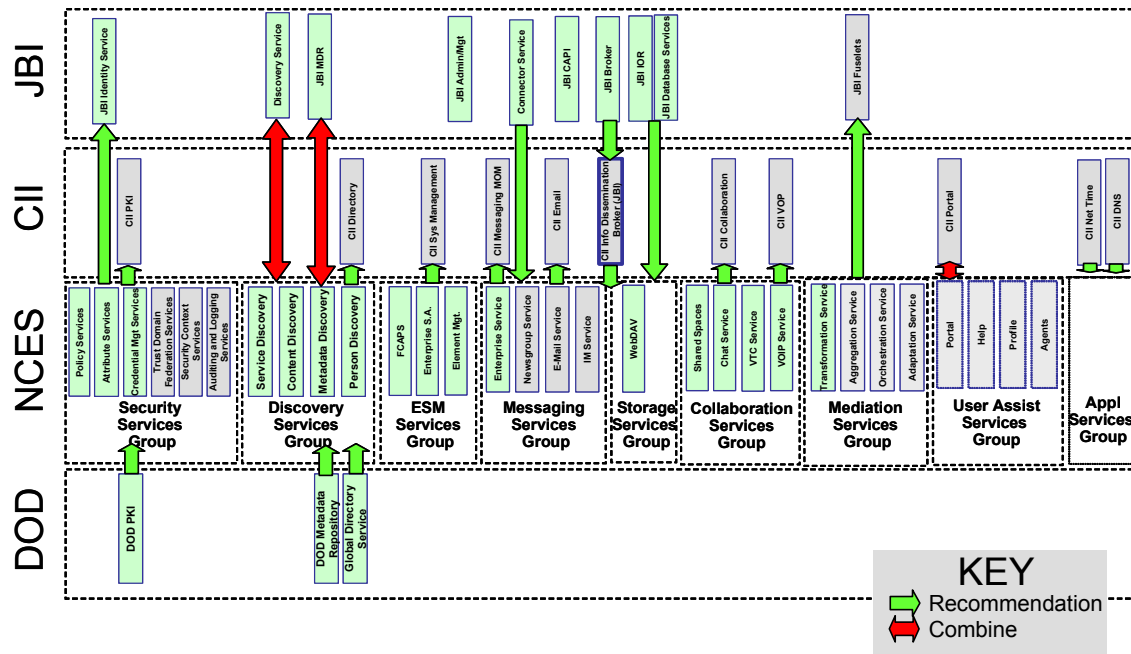 JBI
JBI Identity Service
Discovery Service
JBI MDR
JBI Admin/Mgt
Connector Service
JBI CAPI
JBI Broker
JBI IOR
JBI Database Services
JBI Fuselets
CII
CII PKI
CII Directory
CII Sys Management
CII Messaging MOM
CII Email
CII Info Dissemination
Broker (JBI)
CII Collaboration
CII VOP
CII Portal
CII Net Time
CII DNS
NCES
Policy Services
Attribute Services
Credential Mgt Services
Trust Domain
Federation Services
Security Context
Services
Auditing and Logging
Services
Security
Services
Group
Service Discovery
Content Discovery
Metadata Discovery
Person Discovery
Discovery
Services
Group
FCAPS
Enterprise S.A.
Element Mgt.
ESM
Services
Group
Enterprise Service
Newsgroup Service
E-Mail Service
IM Service
Messaging
Services
Group
WebDAV
Storage
Services
Group
Shared Spaces
Chat Service
VTC Service
VOIP Service
Collaboration
Services
Group
Transformation Service
Aggregation Service
Orchestration Service
Adaptation Service
Mediation
Services
Group
Portal
Help
Profile
Agents
User Assist
Services
Group
Appl
Services
Group
DOD
DOD PKI
DOD Metadata
Repository
Global Directory
Service
KEY
Recommendation
Combine